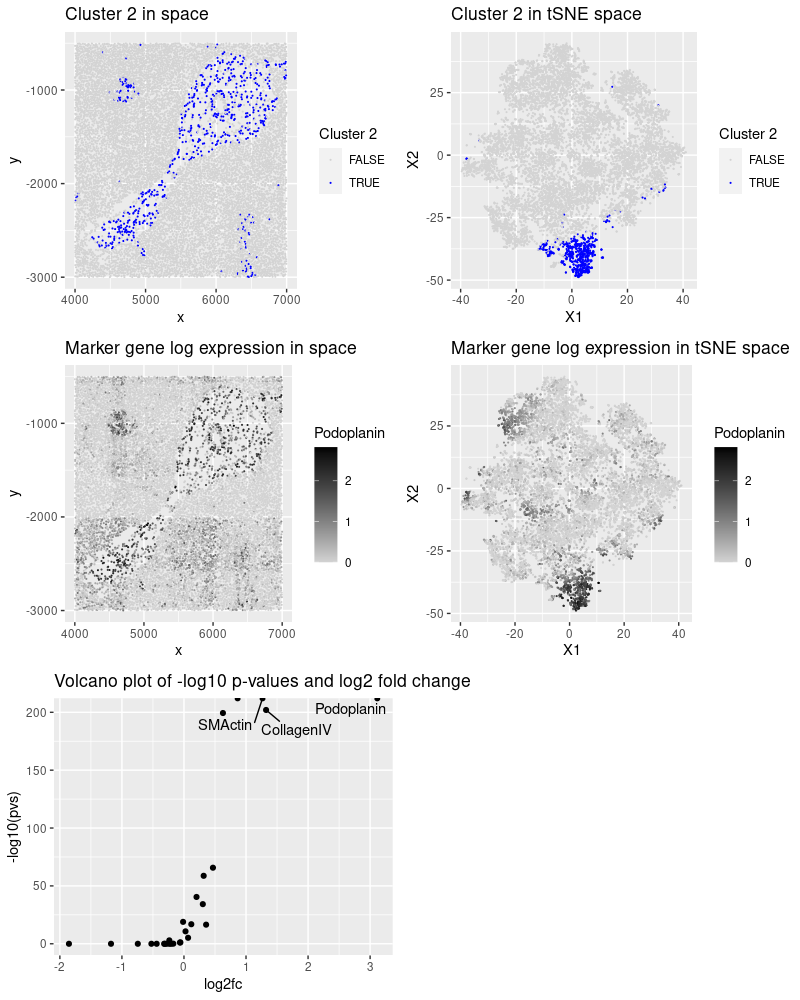 Cluster 2 in space
-1000
-2000
-3000
y
4000 5000 6000 7000
x
Cluster 2
FALSE
TRUE
Cluster 2 in tSNE space
25
0
-25
-50
X2
-40 -20 0 20 40
X1
Cluster 2
FALSE
TRUE
Marker gene log expression in space
-1000
-2000
-3000
y
4000 5000 6000 7000
x
Podoplanin
2
1
0
Marker gene log expression in tSNE space
25
0
-25
-50
X2
-40 -20 0 20 40
X1
Podoplanin
2
1
0
Volcano plot of -log10 p-values and log2 fold change
200
150
100
50
0
-log10(pvs)
Podoplanin
SMActin
CollagenIV
-2 -1 0 1 2 3
log2fc